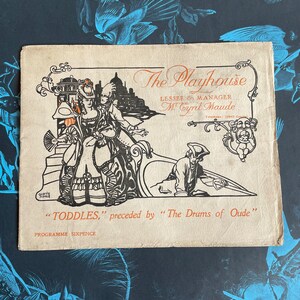 The Playhouse
LESSEE & MANAGER
Mr Cyril Maude
"TODDLES," preceded by "The Drums of Oude"
PROGRAMME SIXPENCE